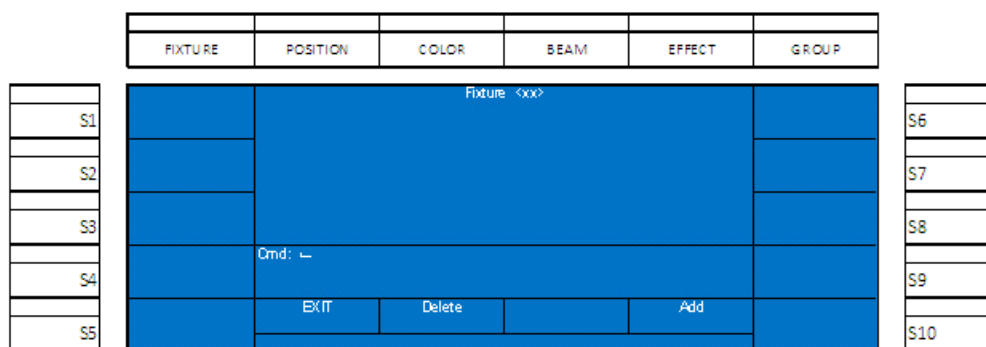 FIXTURE POSITION COLOR BEAM EFFECT GROUP
Fixture <xx>
S1 S6
S2 S7
S3 S8
Cmd:
S4 S9
EXIT Delete Add
S5 S10